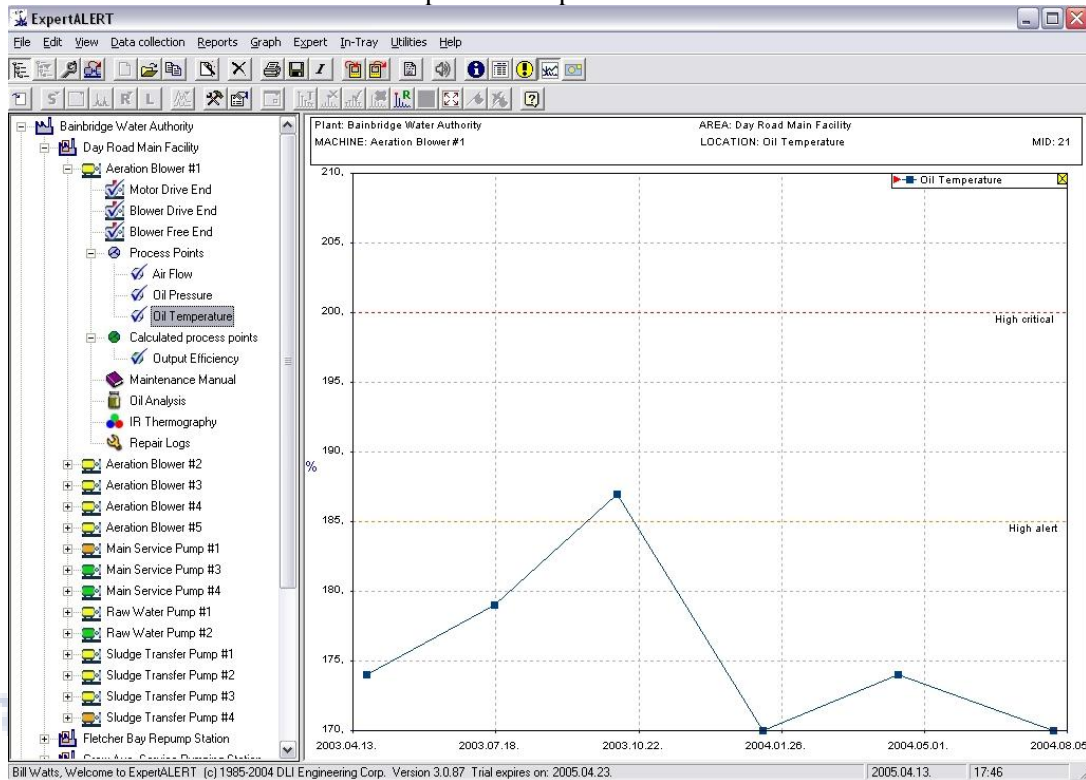 ExpertALERT
File Edit View Data collection Reports Graph Expert In-Tray Utilities Help
Bainbridge Water Authority
Day Road Main Facility
Aeration Blower #1
Motor Drive End
Blower Drive End
Blower Free End
Process Points
Air Flow
Oil Pressure
Oil Temperature
Calculated process points
Output Efficiency
Maintenance Manual
Oil Analysis
IR Thermography
Repair Logs
Aeration Blower #2
Aeration Blower #3
Aeration Blower #4
Aeration Blower #5
Main Service Pump #1
Main Service Pump #3
Main Service Pump #4
Raw Water Pump #1
Raw Water Pump #2
Sludge Transfer Pump #1
Sludge Transfer Pump #2
Sludge Transfer Pump #3
Sludge Transfer Pump #4
Fletcher Bay Repump Station
Plant: Bainbridge Water Authority AREA: Day Road Main Facility
MACHINE: Aeration Blower #1 LOCATION: Oil Temperature MID: 21
210.
Oil Temperature
205.
200.
High critical
195.
190.
%
185.
High alert
180.
175.
170.
2003.04.13. 2003.07.18. 2003.10.22. 2004.01.26. 2004.05.01. 2004.08.05
Bill Watts, Welcome to ExpertALERT (c) 1985-2004 DLI Engineering Corp. Version 3.0.87 Trial expires on: 2005.04.23. 2005.04.13. 17:46